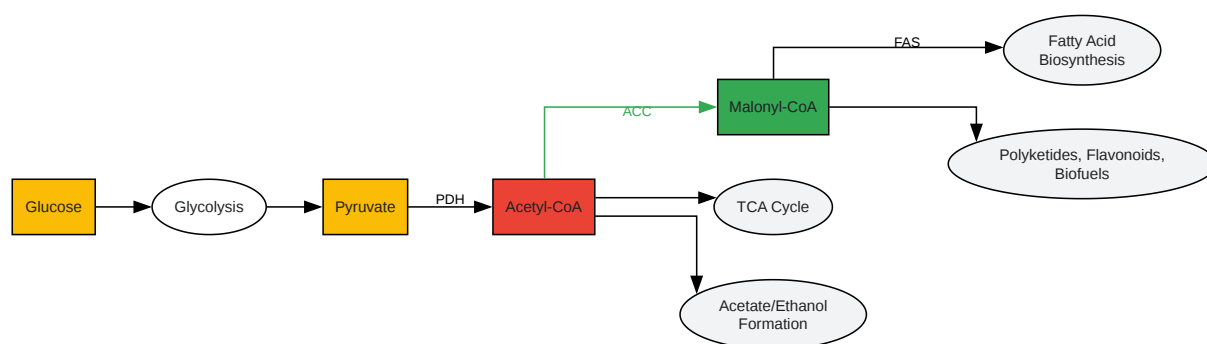 Glucose
Glycolysis
Pyruvate
PDH
Acetyl-CoA
ACC
Malonyl-CoA
FAS
Fatty Acid
Biosynthesis
Polyketides, Flavonoids,
Biofuels
TCA Cycle
Acetate/Ethanol
Formation